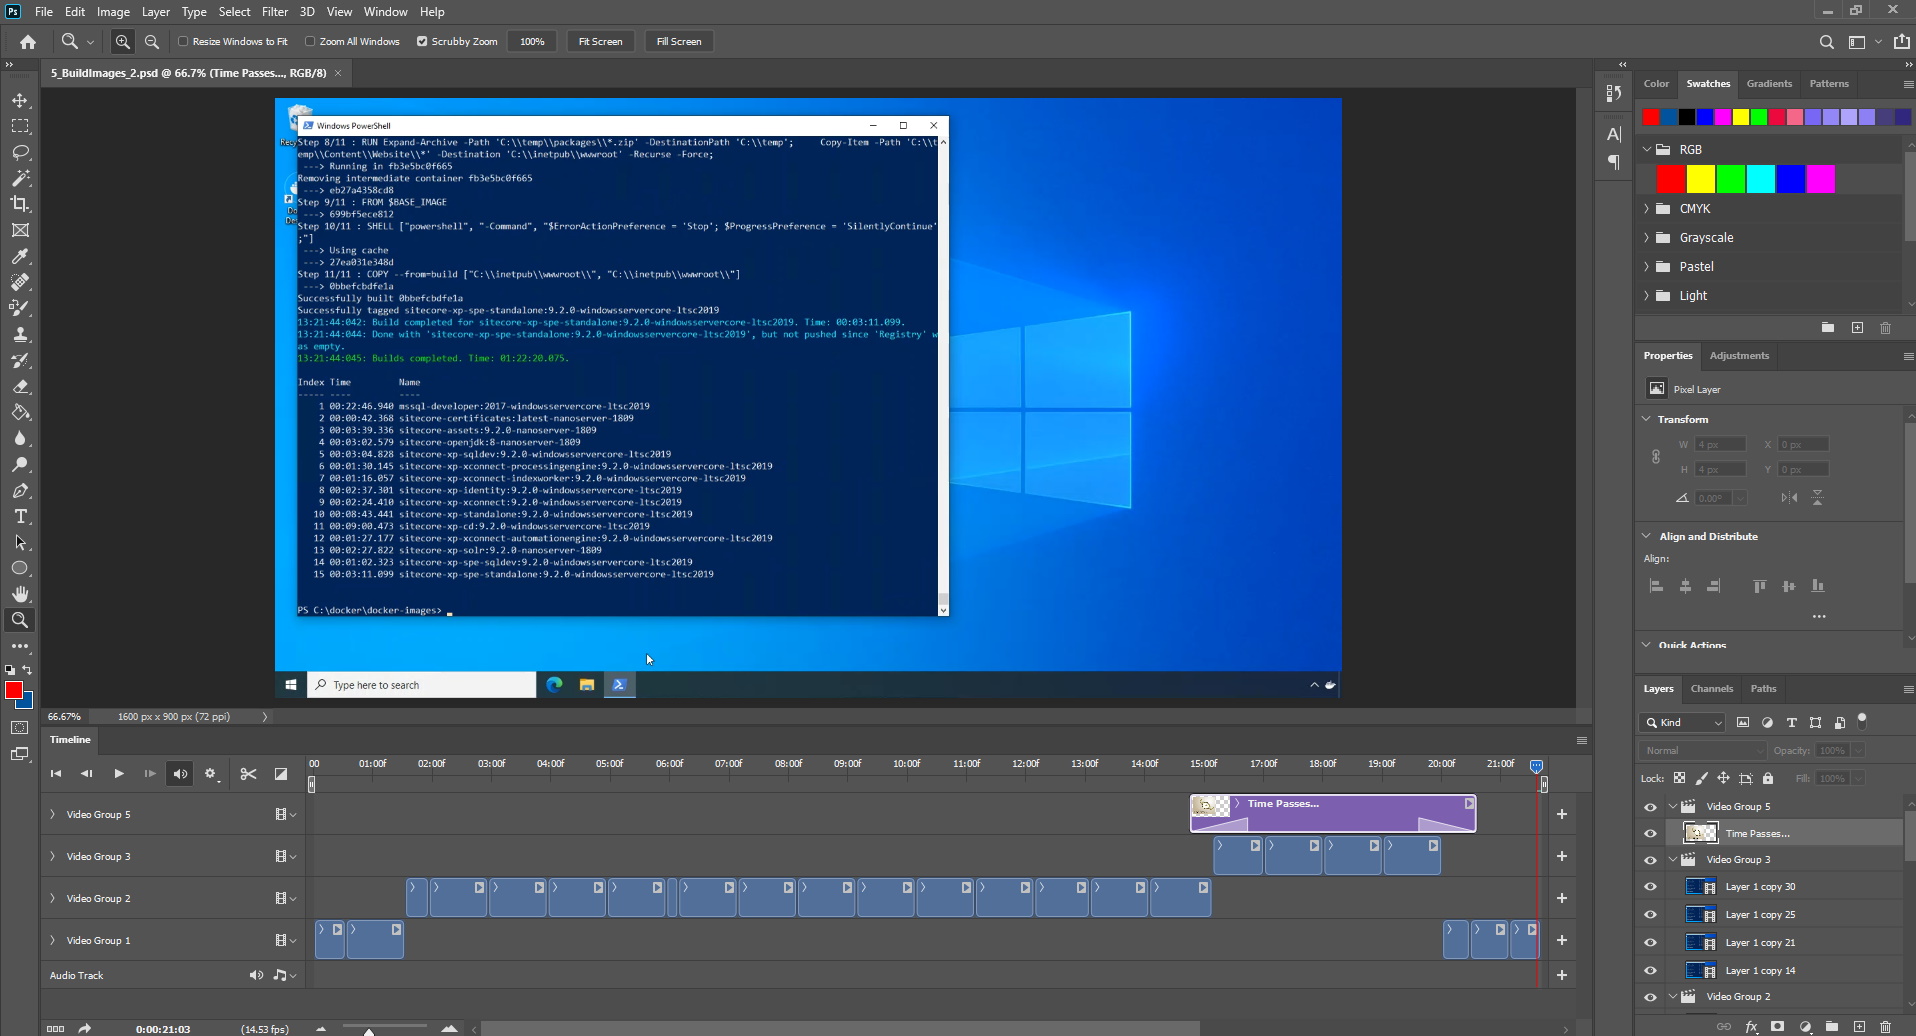 Ps File Edit Image Layer Type Select Filter 3D View Window Help
Resize Windows to Fit Zoom All Windows Scrubby Zoom 100% Fit Screen Fill Screen
5_BuildImages_2.psd @ 66.7% (Time Passes..., RGB/8) ×
Windows PowerShell
Step 8/11 : RUN Expand-Archive -Path 'C:\\temp\\packages\\*.zip' -DestinationPath 'C:\\temp'; Copy-Item -Path 'C:\\t
emp\\Content\\Website\\*' -Destination 'C:\\inetpub\\wwwroot' -Recurse -Force;
---> Running in fb3e5bc0f665
Removing intermediate container fb3e5bc0f665
---> eb27a4358cd8
Step 9/11 : FROM $BASE_IMAGE
---> 699bf5ece812
Step 10/11 : SHELL ["powershell", "-Command", "$ErrorActionPreference = 'Stop'; $ProgressPreference = 'SilentlyContinue'
;"]
---> Using cache
---> 27ea031e348d
Step 11/11 : COPY --from=build ["C:\\inetpub\\wwwroot\\", "C:\\inetpub\\wwwroot\\"]
---> 0bbefcbdfe1a
Successfully built 0bbefcbdfe1a
Successfully tagged sitecore-xp-spe-standalone:9.2.0-windowsservercore-ltsc2019
13:21:44:042: Build completed for sitecore-xp-spe-standalone:9.2.0-windowsservercore-ltsc2019. Time: 00:03:11.099.
13:21:44:044: Done with 'sitecore-xp-spe-standalone:9.2.0-windowsservercore-ltsc2019', but not pushed since 'Registry' w
as empty.
13:21:44:045: Builds completed. Time: 01:22:20.075.
Index Time Name
----- ---- ----
1 00:22:46.940 mssql-developer:2017-windowsservercore-ltsc2019
2 00:00:42.368 sitecore-certificates:latest-nanoserver-1809
3 00:03:39.336 sitecore-assets:9.2.0-nanoserver-1809
4 00:03:02.579 sitecore-openjdk:8-nanoserver-1809
5 00:03:04.828 sitecore-xp-sqldev:9.2.0-windowsservercore-ltsc2019
6 00:01:30.145 sitecore-xp-xconnect-processingengine:9.2.0-windowsservercore-ltsc2019
7 00:01:16.057 sitecore-xp-xconnect-indexworker:9.2.0-windowsservercore-ltsc2019
8 00:02:37.301 sitecore-xp-identity:9.2.0-windowsservercore-ltsc2019
9 00:02:24.410 sitecore-xp-xconnect:9.2.0-windowsservercore-ltsc2019
10 00:08:43.441 sitecore-xp-standalone:9.2.0-windowsservercore-ltsc2019
11 00:09:00.473 sitecore-xp-cd:9.2.0-windowsservercore-ltsc2019
12 00:01:27.177 sitecore-xp-xconnect-automationengine:9.2.0-windowsservercore-ltsc2019
13 00:02:27.822 sitecore-xp-solr:9.2.0-nanoserver-1809
14 00:01:02.323 sitecore-xp-spe-sqldev:9.2.0-windowsservercore-ltsc2019
15 00:03:11.099 sitecore-xp-spe-standalone:9.2.0-windowsservercore-ltsc2019
PS C:\docker\docker-images> _
Type here to search
66.67% 1600 px x 900 px (72 ppi)
Timeline
00 01:00f 02:00f 03:00f 04:00f 05:00f 06:00f 07:00f 08:00f 09:00f 10:00f 11:00f 12:00f 13:00f 14:00f 15:00f 16:00f 17:00f 18:00f 19:00f 20:00f 21:00f
Video Group 5
Time Passes...
Video Group 3
Video Group 2
Video Group 1
Audio Track
0:00:21:03 (14.53 fps)
Color Swatches Gradients Patterns
RGB
CMYK
Grayscale
Pastel
Light
Properties Adjustments
Pixel Layer
Transform
W 4 px X 0 px
H 4 px Y 0 px
0.00°
Align and Distribute
Align:
Quick Actions
Layers Channels Paths
Kind
Normal Opacity: 100%
Lock: Fill: 100%
Video Group 5
Time Passes...
Video Group 3
Layer 1 copy 30
Layer 1 copy 25
Layer 1 copy 21
Layer 1 copy 14
Video Group 2